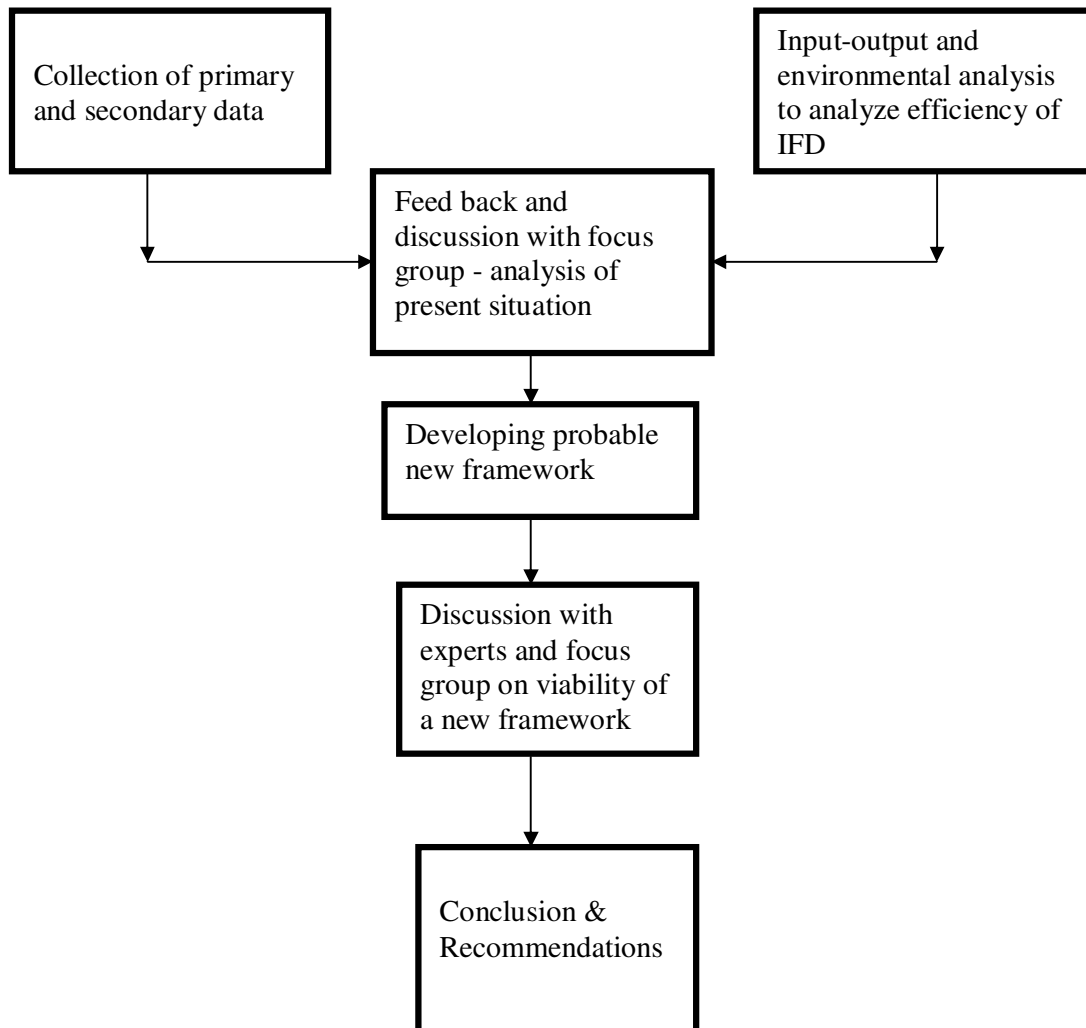 Collection of primary
and secondary data
Input-output and
environmental analysis
to analyze efficiency of
IFD
Feed back and
discussion with focus
group - analysis of
present situation
Developing probable
new framework
Discussion with
experts and focus
group on viability of
a new framework
Conclusion &
Recommendations